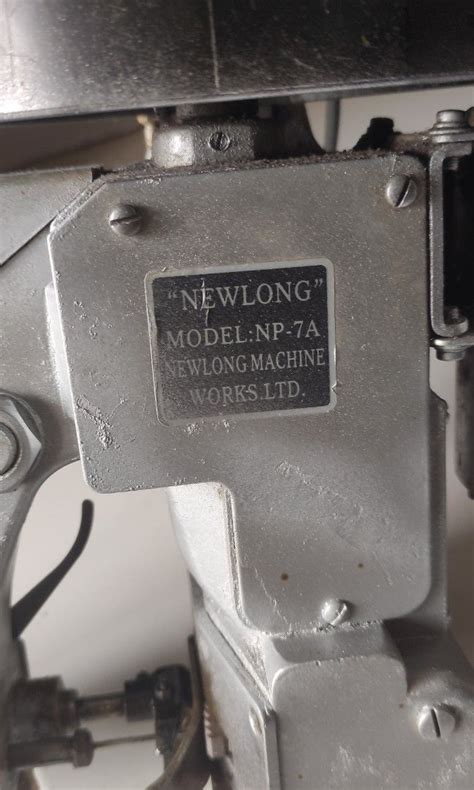 “NEWLONG”
MODEL:NP-7A
NEWLONG MACHINE
WORKS.LTD.